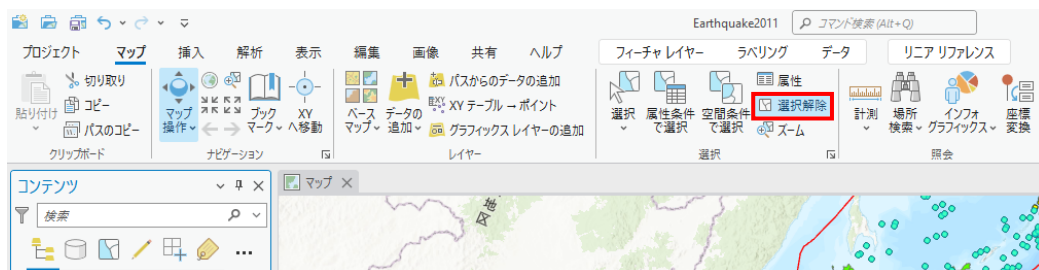 Earthquake2011
コマンド検索 (Alt+Q)
プロジェクト マップ 挿入 解析 表示 編集 画像 共有 ヘルプ フィーチャ レイヤー ラベリング データ リニア リファレンス
貼り付け
切り取り
コピー
パスのコピー
クリップボード
マップ
操作
ブック
マーク
XY
へ移動
ナビゲーション
ベース
マップ
データの
追加
パスからのデータの追加
XY テーブル → ポイント
グラフィックス レイヤーの追加
レイヤー
選択
属性条件
で選択
空間条件
で選択
属性
選択解除
ズーム
選択
計測
場所
検索
インフォ
グラフィックス
座標
変換
照会
コンテンツ
検索
マップ
地
区